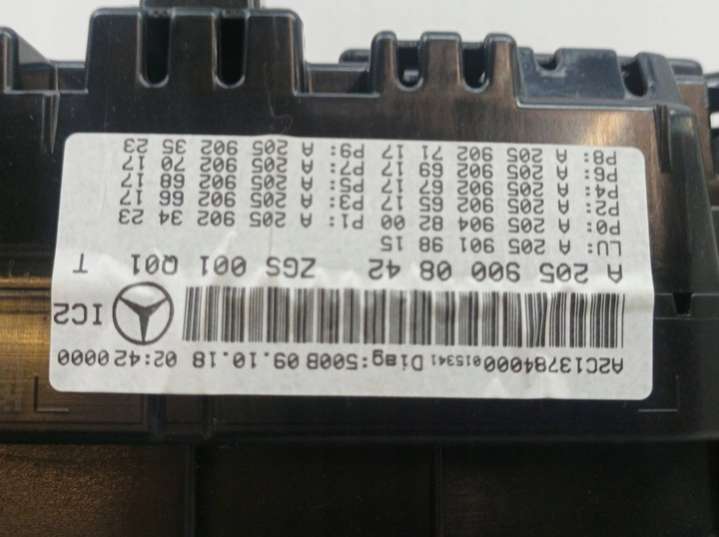 A2C13784000 015341 Diag:500B 09.10.18 02:42 0000
IC2
A 205 900 08 42 ZGS 001 Q01 T
LU: A 205 901 98 15
P0: A 205 904 82 00 P1: A 205 902 34 23
P2: A 205 902 65 17 P3: A 205 902 66 17
P4: A 205 902 67 17 P5: A 205 902 68 17
P6: A 205 902 69 17 P7: A 205 902 70 17
P8: A 205 902 71 17 P9: A 205 902 35 23